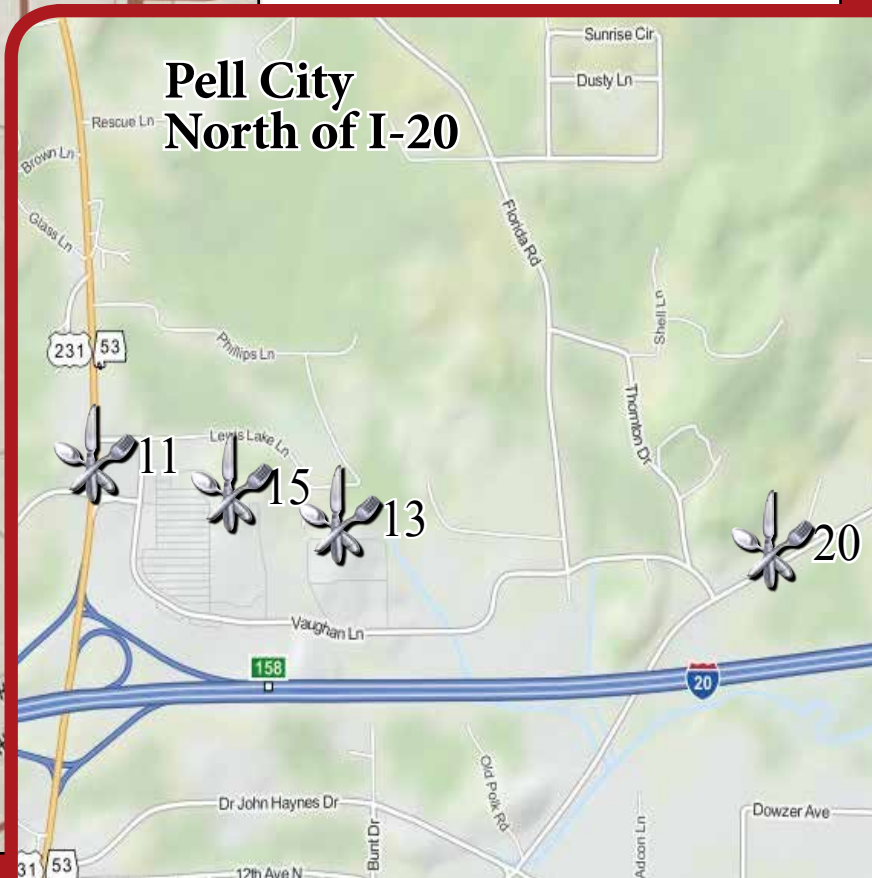 Pell City
North of I-20
Sunrise Cir
Dusty Ln
Rescue Ln
Brown Ln
Glass Ln
Florida Rd
Shell Ln
231 53
Phillips Ln
Thornton Dr
Lewis Lake Ln
11
15
13
20
Vaughan Ln
158
20
Old Polk Rd
Dr John Haynes Dr
Bunt Dr
Adcon Ln
Dowzer Ave
31 53
12th Ave N